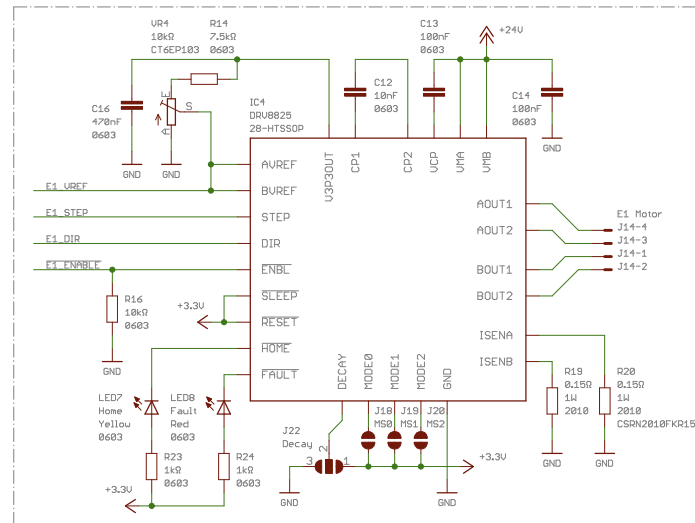 VR4
10kΩ
CT6EP103
R14
7.5kΩ
0603
C13
100nF
0603
+24V
C16
470nF
0603
E
S
A
IC4
DRV8825
28-HTSSOP
C12
10nF
0603
C14
100nF
0603
GND
GND
GND
V3P3OUT
CP1
CP2
VCP
VMA
VMB
AVREF
BVREF
STEP
DIR
ENBL
SLEEP
RESET
HOME
FAULT
AOUT1
AOUT2
BOUT1
BOUT2
ISENA
ISENB
DECAY
MODE0
MODE1
MODE2
GND
E1_VREF
E1_STEP
E1_DIR
E1_ENABLE
E1 Motor
J14-4
J14-3
J14-1
J14-2
R16
10kΩ
0603
+3.3V
GND
LED7
Home
Yellow
0603
LED8
Fault
Red
0603
R19
0.15Ω
1W
2010
R20
0.15Ω
1W
2010
CSRN2010FKR15
J18
MS0
J19
MS1
J20
MS2
J22
Decay
3
2
1
R23
1kΩ
0603
R24
1kΩ
0603
+3.3V
GND
GND
GND
GND
+3.3V